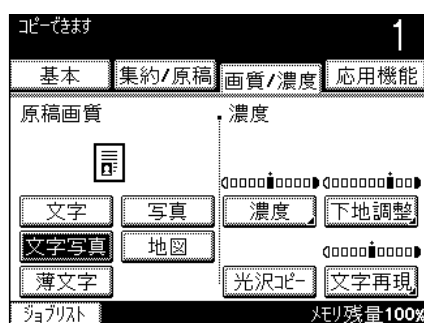 コピーできます 1
基本 集約/原稿 画質/濃度 応用機能
原稿画質 濃度
文字 写真 濃度 下地調整
文字写真 地図
薄文字 光沢コピー 文字再現
ジョブリスト メモリ残量100%